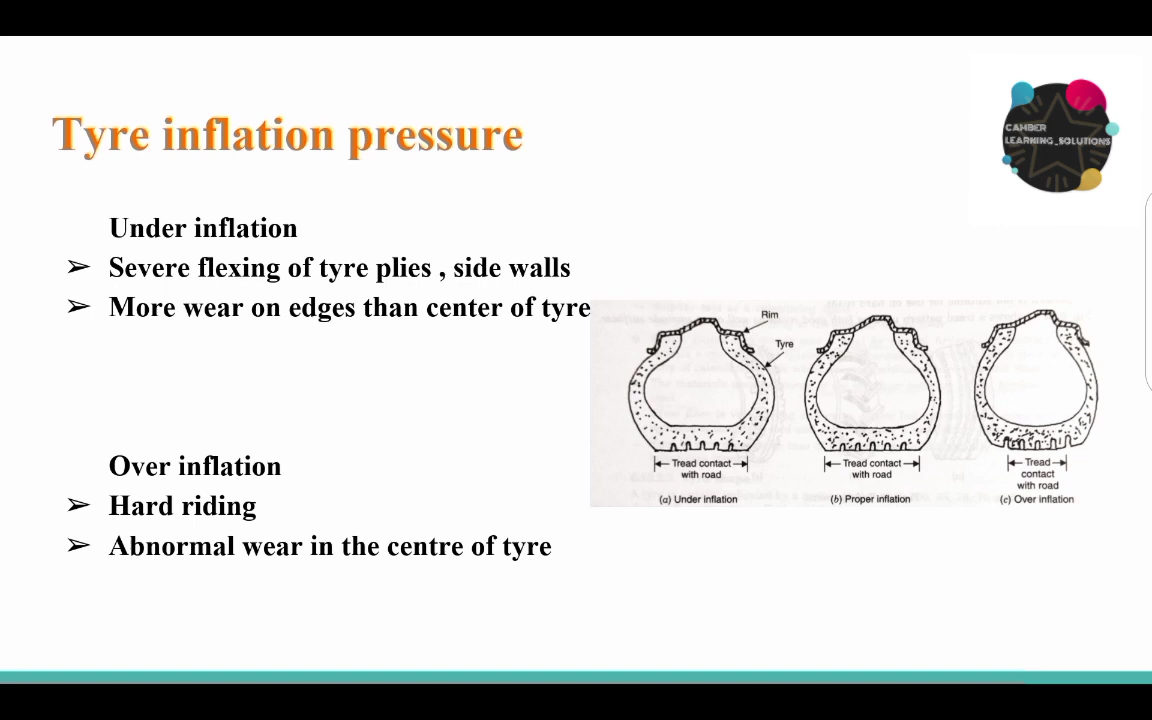 Tyre inflation pressure
CAMBER
LEARNING_SOLUTIONS
Under inflation
➢ Severe flexing of tyre plies , side walls
➢ More wear on edges than center of tyre
Over inflation
➢ Hard riding
➢ Abnormal wear in the centre of tyre
Rim
Tyre
Tread contact
with road
(a) Under inflation
Tread contact
with road
(b) Proper inflation
Tread
contact
with road
(c) Over inflation